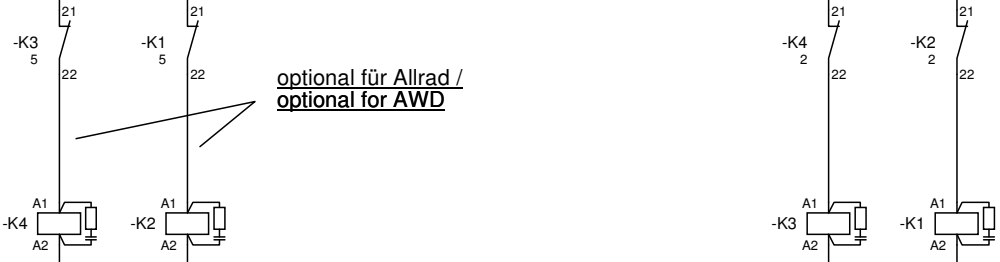 21 21 21 21
-K3 -K1 -K4 -K2
5 5 2 2
22 22 22 22
optional für Allrad /
optional for AWD
A1 A1 A1 A1
-K4 -K2 -K3 -K1
A2 A2 A2 A2